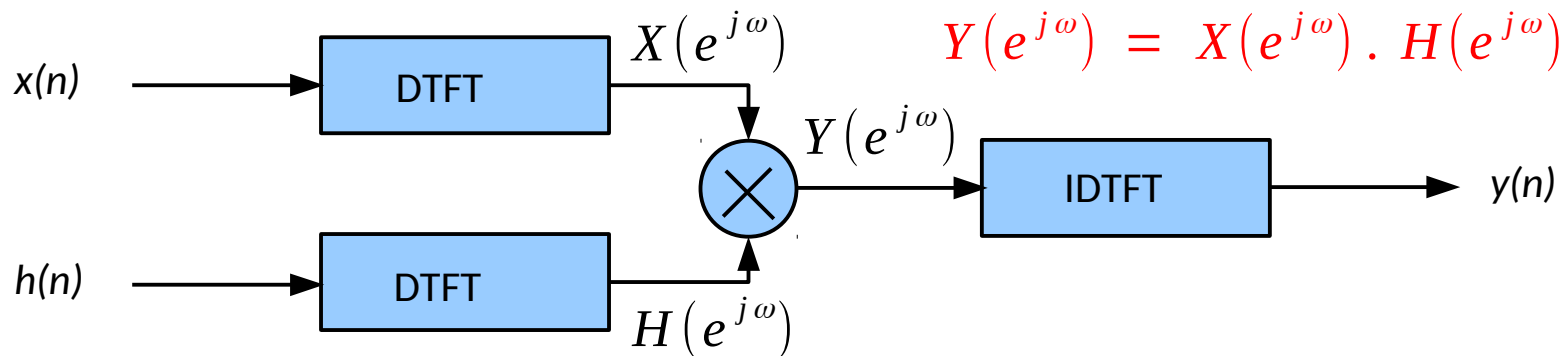 X(e^{jω})
Y(e^{jω}) = X(e^{jω}) . H(e^{jω})
x(n)
DTFT
Y(e^{jω})
IDTFT
y(n)
h(n)
DTFT
H(e^{jω})